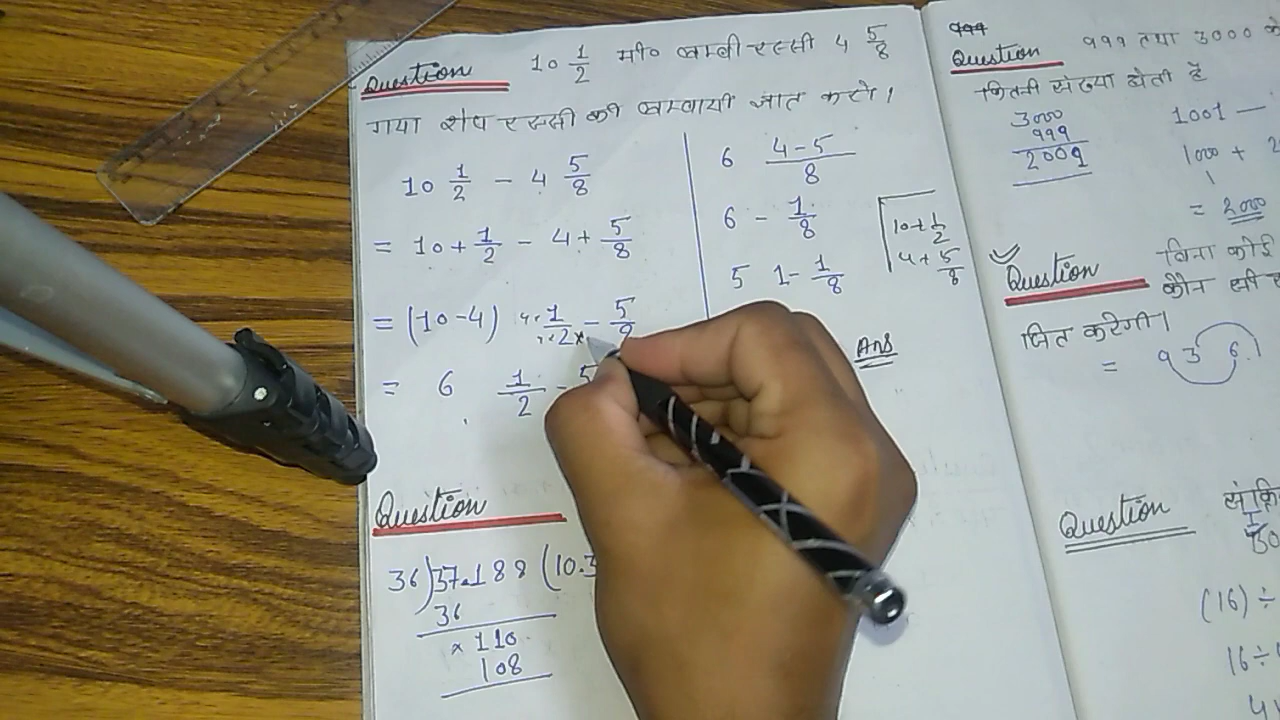 Question 10 1/2 मी० लम्बी रस्सी 4 5/8
गया शेष रस्सी की लम्बायी ज्ञात करो।
10 1/2 - 4 5/8
= 10 + 1/2 - 4 + 5/8
= (10-4) 1/2 - 5/8
= 6 1/2 - 5
6 4-5/8
6 - 1/8
5 1 - 1/8
10 + 1/2
4 + 5/8
Ans
Question
36)37.188(10.3
36
× 110
108
999
Question 999 तथा 3000 के
कितनी संख्या होती हैं
3000
999
2001
1001 —
1000 + 2
1
= 2000
Question बिना कोई
कौन सी
जित करेगी।
= 936.
Question
(16) ÷
16 ÷